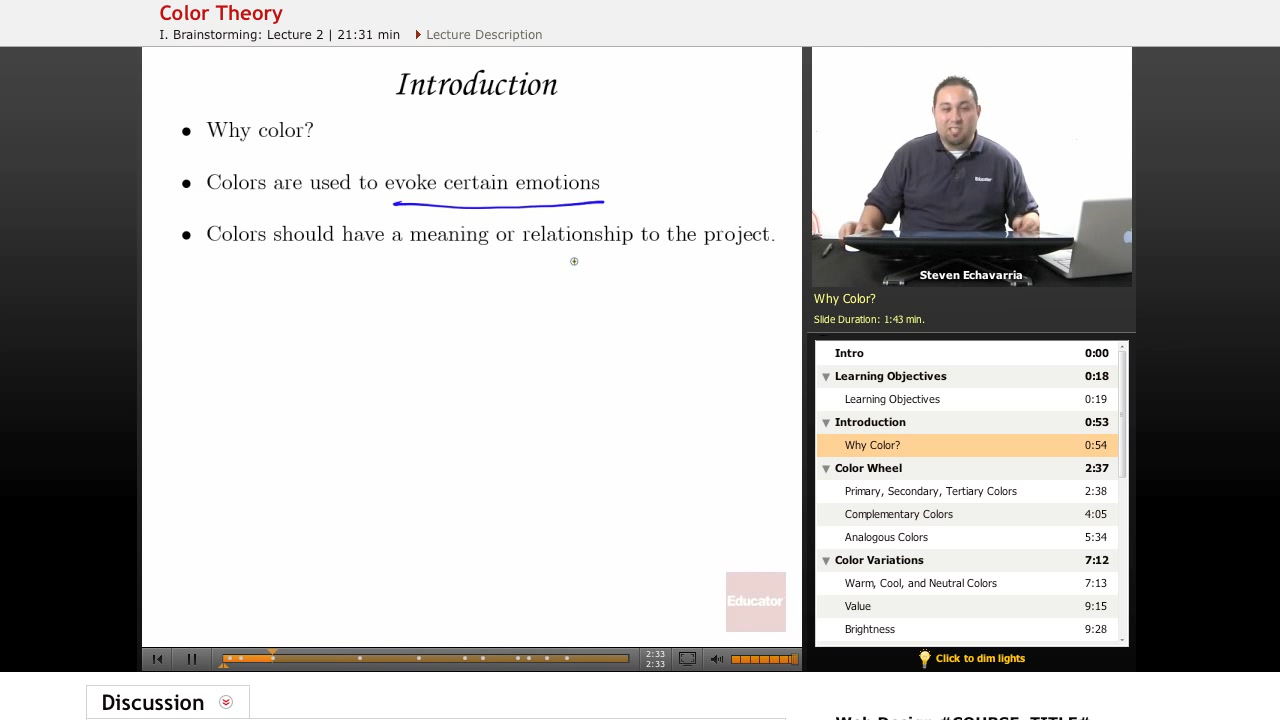 Color Theory
I. Brainstorming: Lecture 2 | 21:31 min Lecture Description
Introduction
Why color?
Colors are used to evoke certain emotions
Colors should have a meaning or relationship to the project.
Educator
Educator
Steven Echavarria
Why Color?
Slide Duration: 1:43 min.
Intro 0:00
Learning Objectives 0:18
Learning Objectives 0:19
Introduction 0:53
Why Color? 0:54
Color Wheel 2:37
Primary, Secondary, Tertiary Colors 2:38
Complementary Colors 4:05
Analogous Colors 5:34
Color Variations 7:12
Warm, Cool, and Neutral Colors 7:13
Value 9:15
Brightness 9:28
2:33
2:33
Click to dim lights
Discussion
Web Design #COURSE_TITLE#